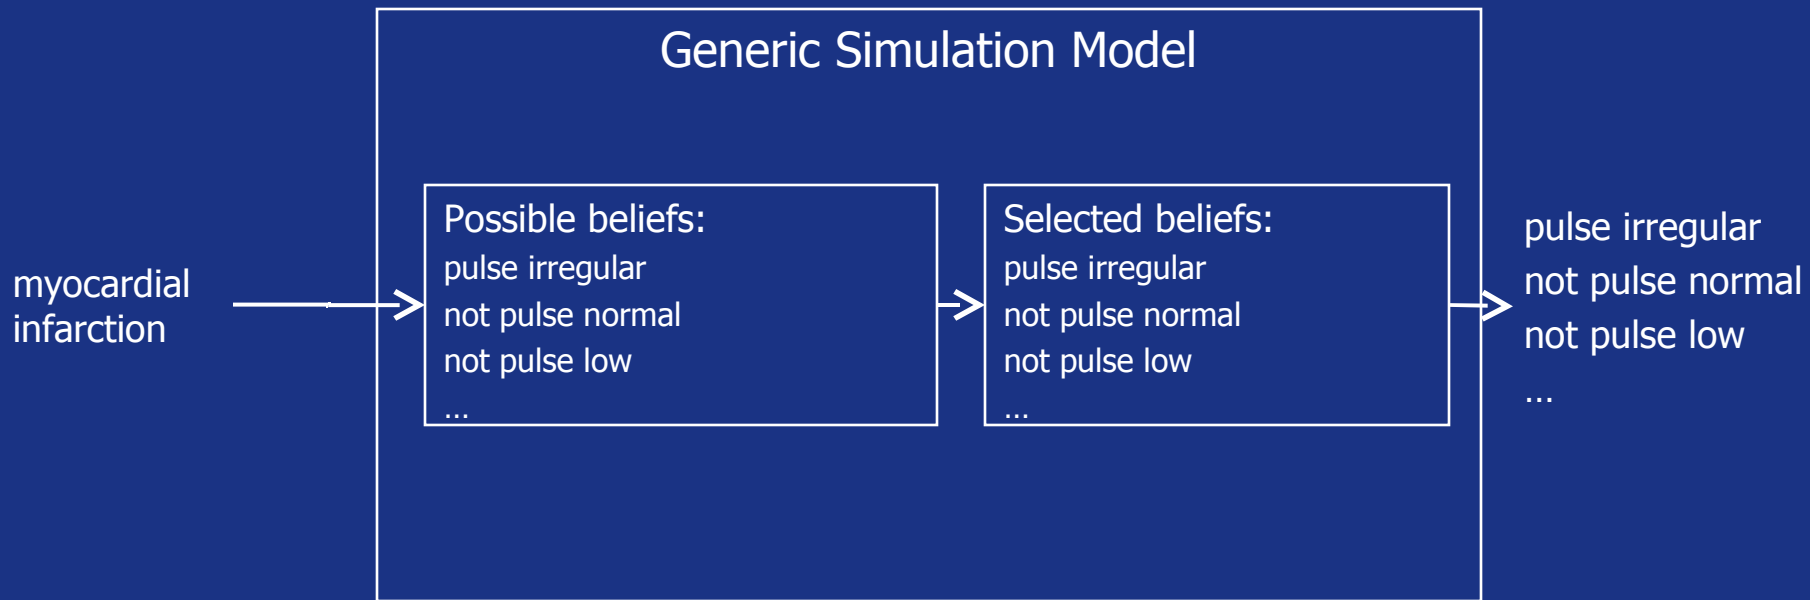 Generic Simulation Model
myocardial
infarction
Possible beliefs:
pulse irregular
not pulse normal
not pulse low
...
Selected beliefs:
pulse irregular
not pulse normal
not pulse low
...
pulse irregular
not pulse normal
not pulse low
...